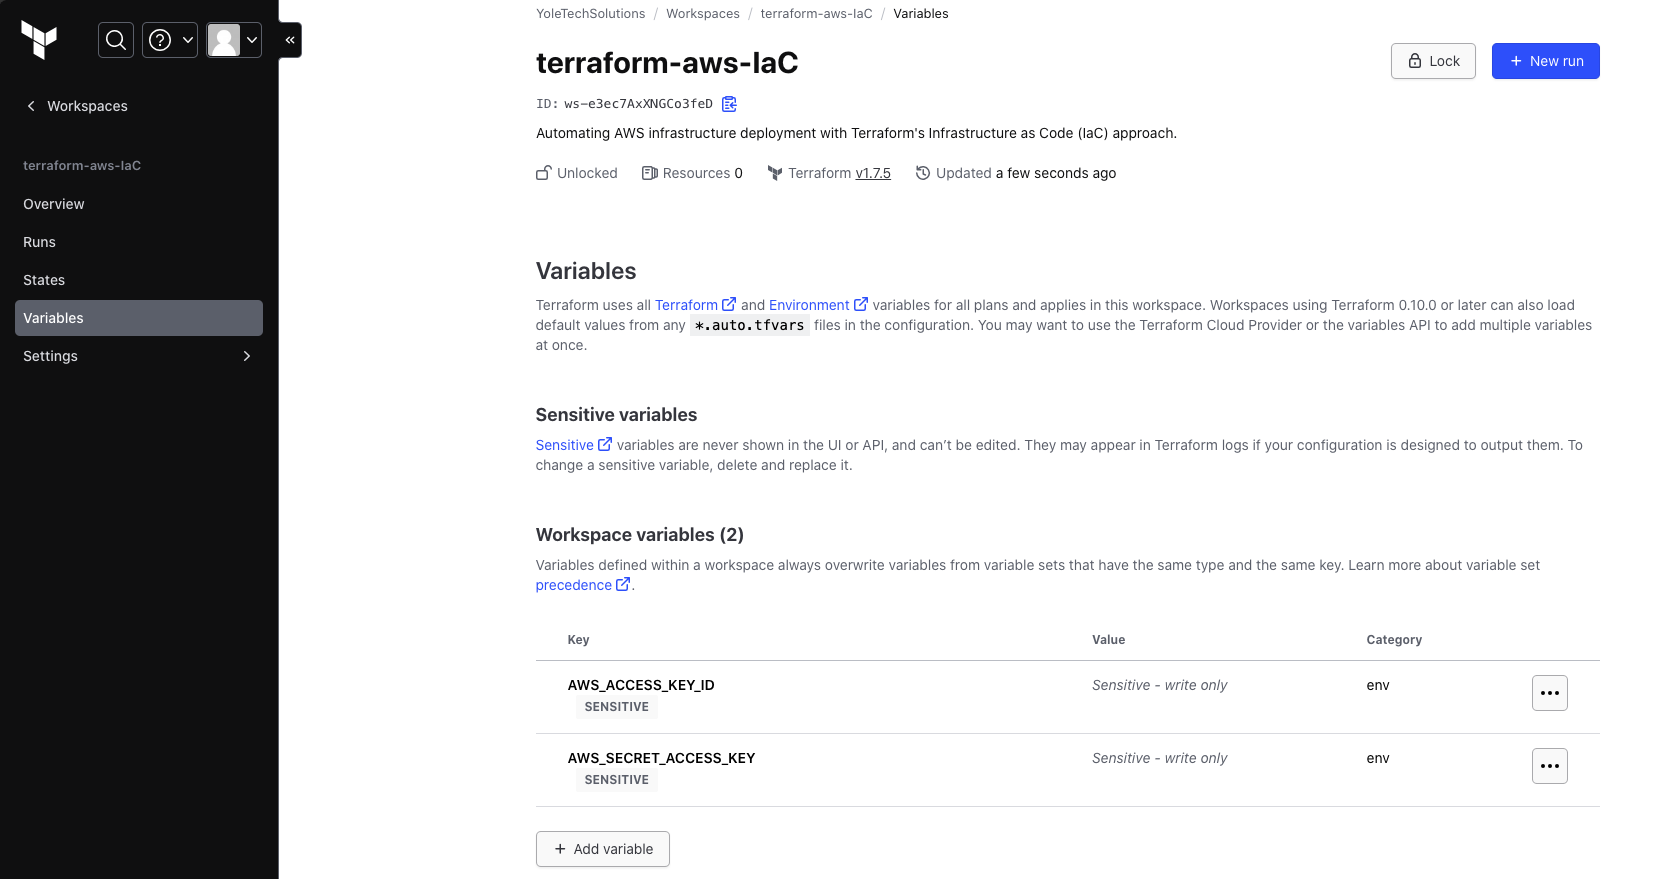 YoleTechSolutions / Workspaces / terraform-aws-IaC / Variables
terraform-aws-IaC
Lock
+ New run
ID: ws-e3ec7AxXNGCo3feD
Automating AWS infrastructure deployment with Terraform's Infrastructure as Code (IaC) approach.
Unlocked
Resources 0
Terraform v1.7.5
Updated a few seconds ago
Workspaces
terraform-aws-IaC
Overview
Runs
States
Variables
Settings
Variables
Terraform uses all Terraform and Environment variables for all plans and applies in this workspace. Workspaces using Terraform 0.10.0 or later can also load
default values from any *.auto.tfvars files in the configuration. You may want to use the Terraform Cloud Provider or the variables API to add multiple variables
at once.
Sensitive variables
Sensitive variables are never shown in the UI or API, and can’t be edited. They may appear in Terraform logs if your configuration is designed to output them. To
change a sensitive variable, delete and replace it.
Workspace variables (2)
Variables defined within a workspace always overwrite variables from variable sets that have the same type and the same key. Learn more about variable set
precedence.
Key Value Category
AWS_ACCESS_KEY_ID Sensitive - write only env
SENSITIVE
AWS_SECRET_ACCESS_KEY Sensitive - write only env
SENSITIVE
+ Add variable